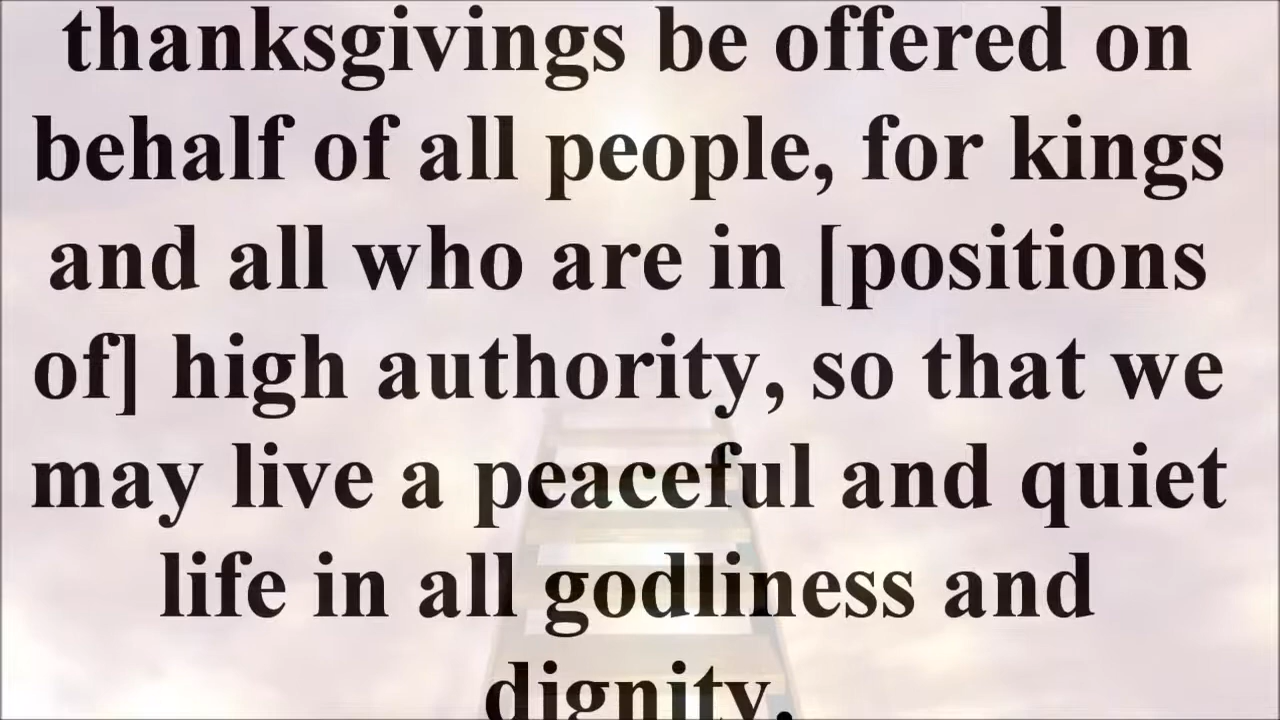 thanksgivings be offered on
behalf of all people, for kings
and all who are in [positions
of] high authority, so that we
may live a peaceful and quiet
life in all godliness and
dignity.